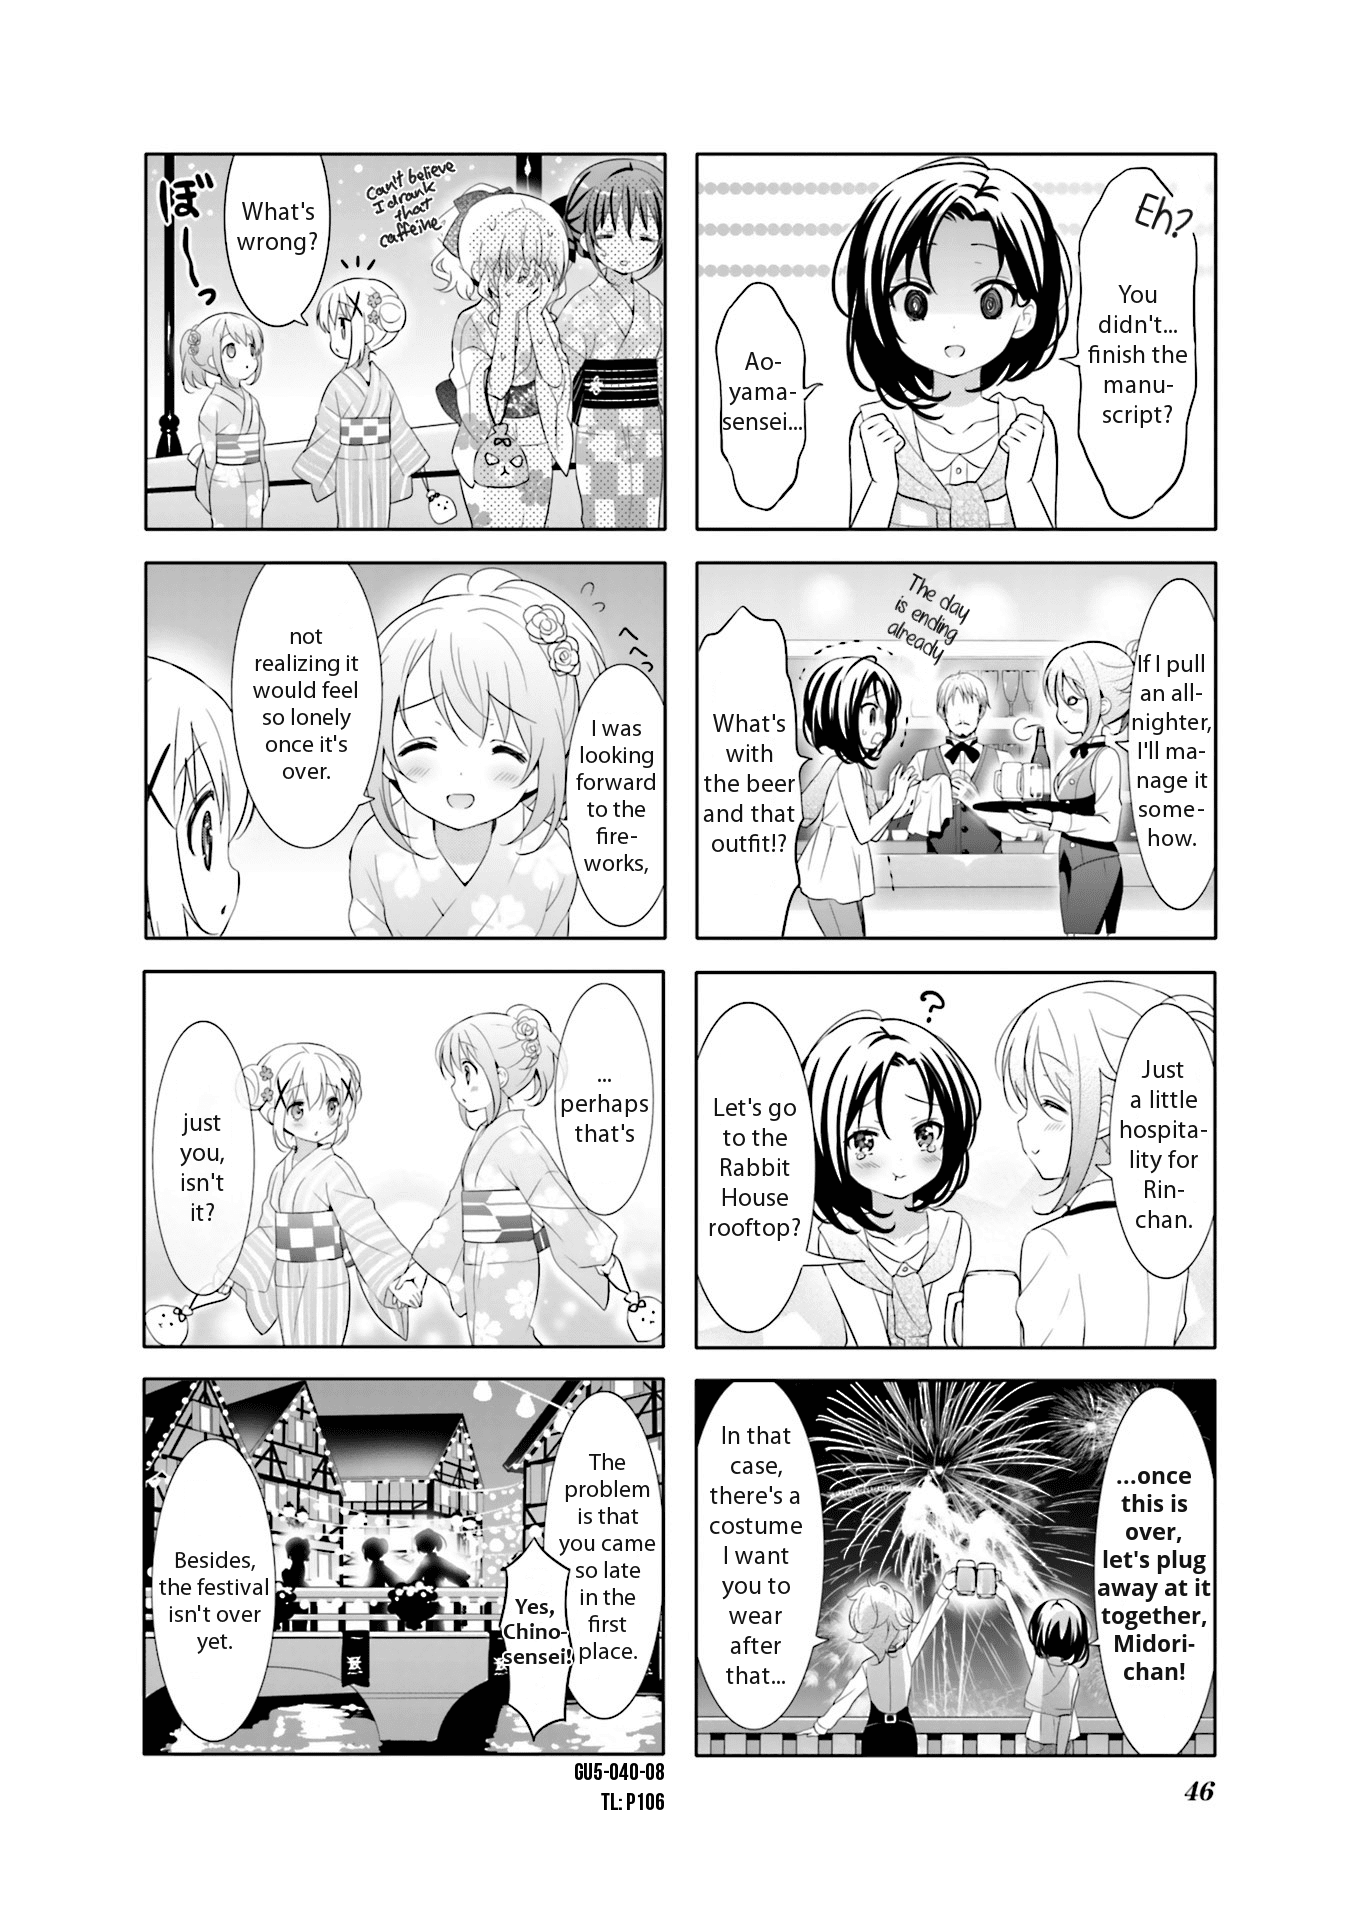 Eh?
You
didn't...
finish the
manu-
script?
Ao-
yama-
sensei...
If I pull
an all-
nighter,
I'll ma-
nage it
some-
how.
The day
is ending
already
What's
with
the beer
and that
outfit!?
Just
a little
hospita-
lity for
Rin-
chan.
?
Let's go
to the
Rabbit
House
rooftop?
...once
this is
over,
let's plug
away at it
together,
Midori-
chan!
In that
case,
there's a
costume
I want
you to
wear
after
that...
46
Can't believe
I drank
that
caffeine
What's
wrong?
ぼーっ
I was
looking
forward
to the
fire-
works,
not
realizing it
would feel
so lonely
once it's
over.
...
perhaps
that's
just
you,
isn't
it?
The
problem
is that
you came
so late
in the
first
place.
Yes,
Chino-
sensei!
Besides,
the festival
isn't over
yet.
GU5-040-08
TL: P106